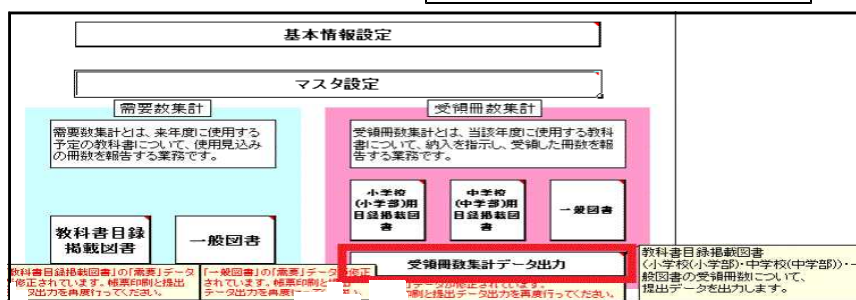 基本情報設定
マスタ設定
需要数集計
需要数集計とは、来年度に使用する
予定の教科書について、使用見込み
の冊数を報告する業務です。
教科書目録
掲載図書
一般図書
教科書目録掲載図書」の「需要」データ
修正されています。帳票印刷と提出
タ出力を再度行ってください。
「一般図書」の「需要」データ 修正
されています。帳票印刷と
データ出力を再度行
受領冊数集計
受領冊数集計とは、当該年度に使用する教科
書について、納入を指示し、受領した冊数を報
告する業務です。
小学校
(小学部)用
目録掲載図
書
中学校
(中学部)用
目録掲載図
書
一般図書
受領冊数集計データ出力
データが修正されています。
印刷と提出データ出力を再度行ってください。
教科書目録掲載図書
(小学校(小学部)・中学校(中学部))・一
般図書の受領冊数について、
提出データを出力します。